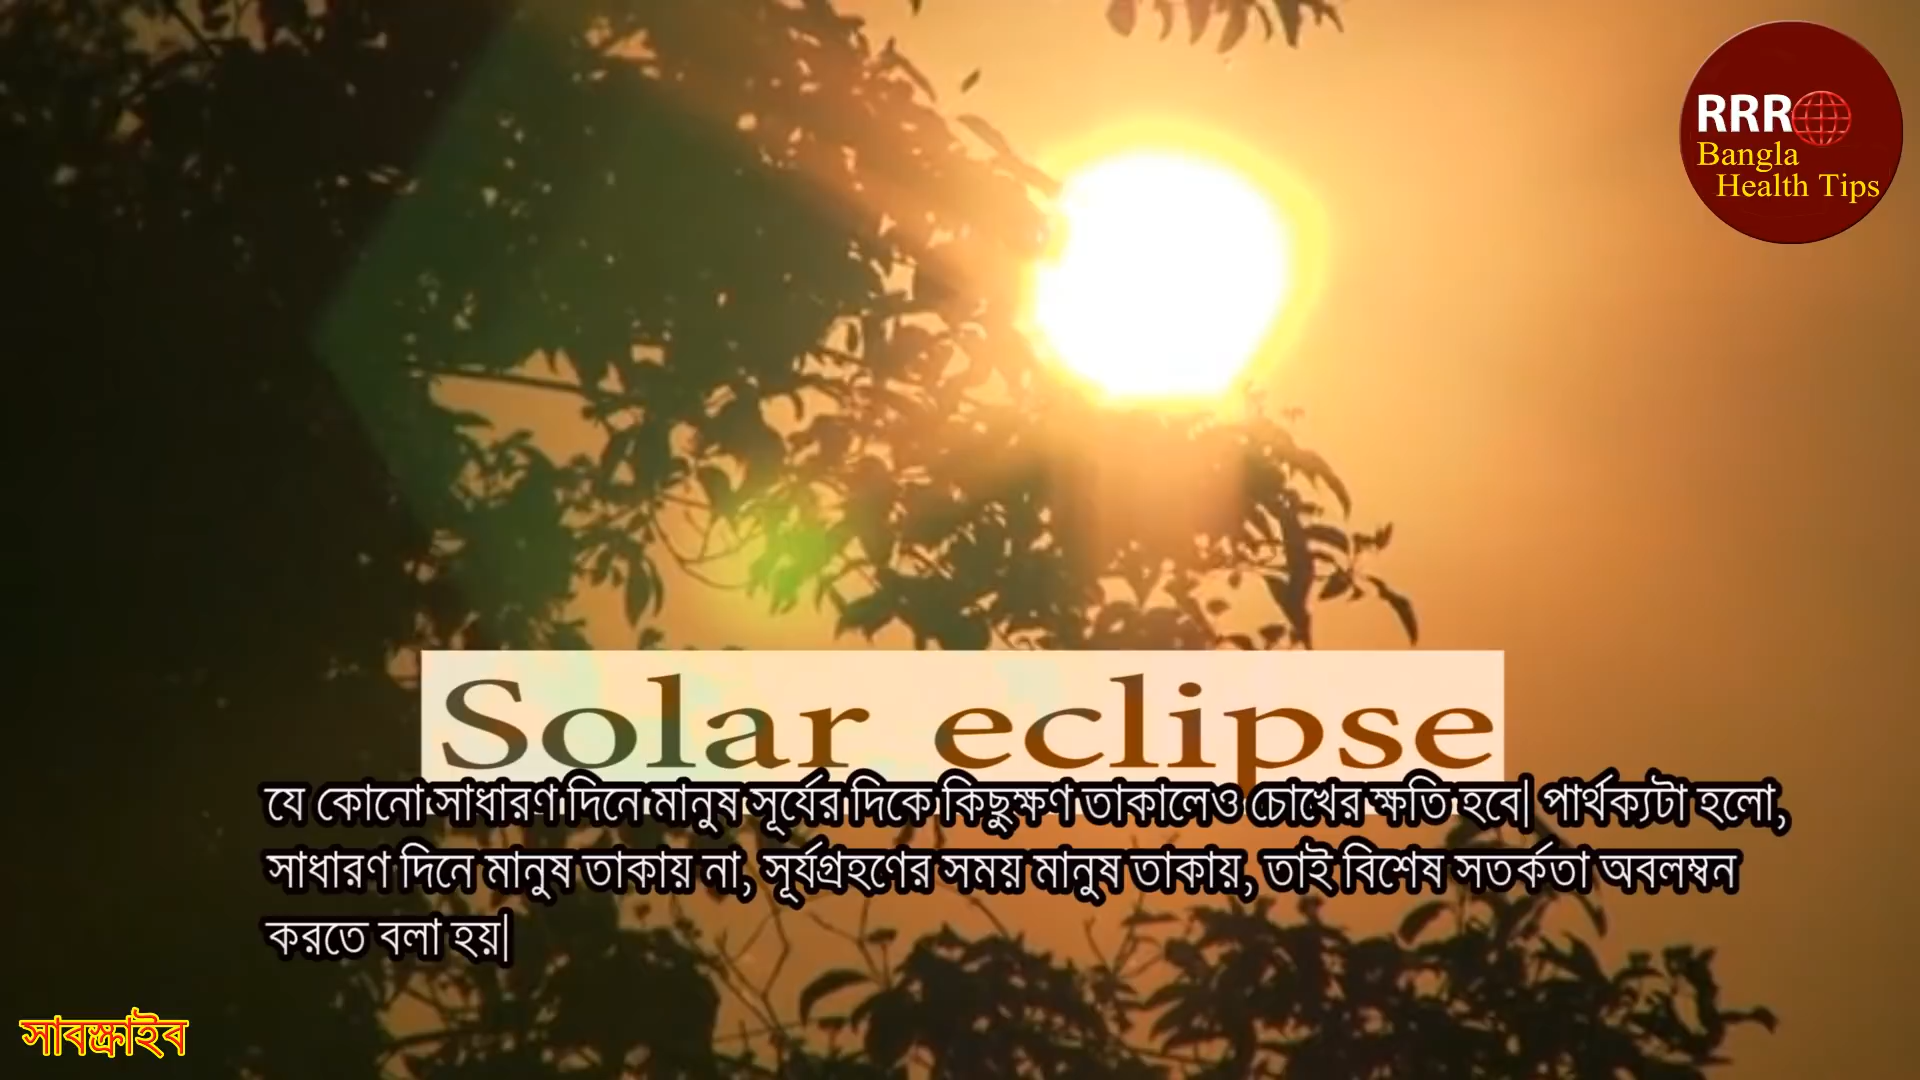 RRR
Bangla
Health Tips
Solar eclipse
যে কোনো সাধারণ দিনে মানুষ সূর্যের দিকে কিছুক্ষণ তাকালেও চোখের ক্ষতি হবে| পার্থক্যটা হলো,
সাধারণ দিনে মানুষ তাকায় না, সূর্যগ্রহণের সময় মানুষ তাকায়, তাই বিশেষ সতর্কতা অবলম্বন
করতে বলা হয়|
সাবস্ক্রাইব